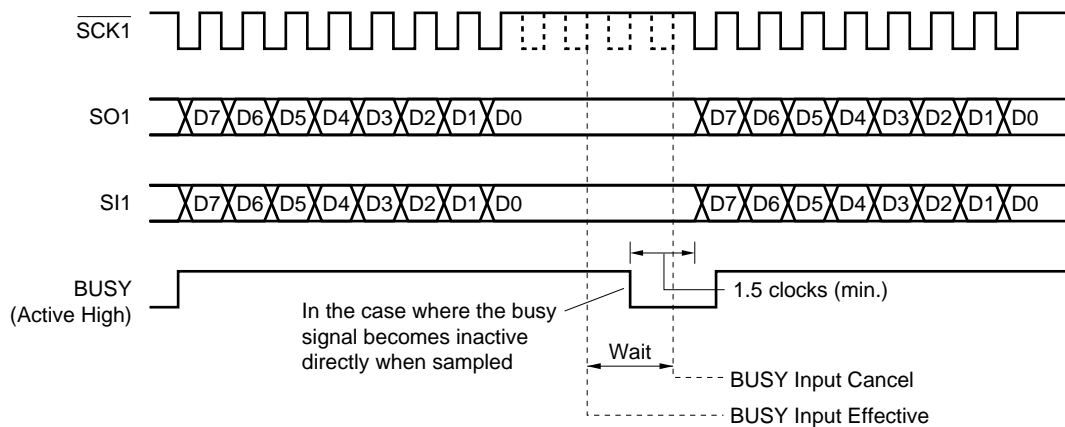 SCK1
SO1 D7 D6 D5 D4 D3 D2 D1 D0 D7 D6 D5 D4 D3 D2 D1 D0
SI1 D7 D6 D5 D4 D3 D2 D1 D0 D7 D6 D5 D4 D3 D2 D1 D0
BUSY
(Active High)
1.5 clocks (min.)
In the case where the busy
signal becomes inactive
directly when sampled
Wait
BUSY Input Cancel
BUSY Input Effective